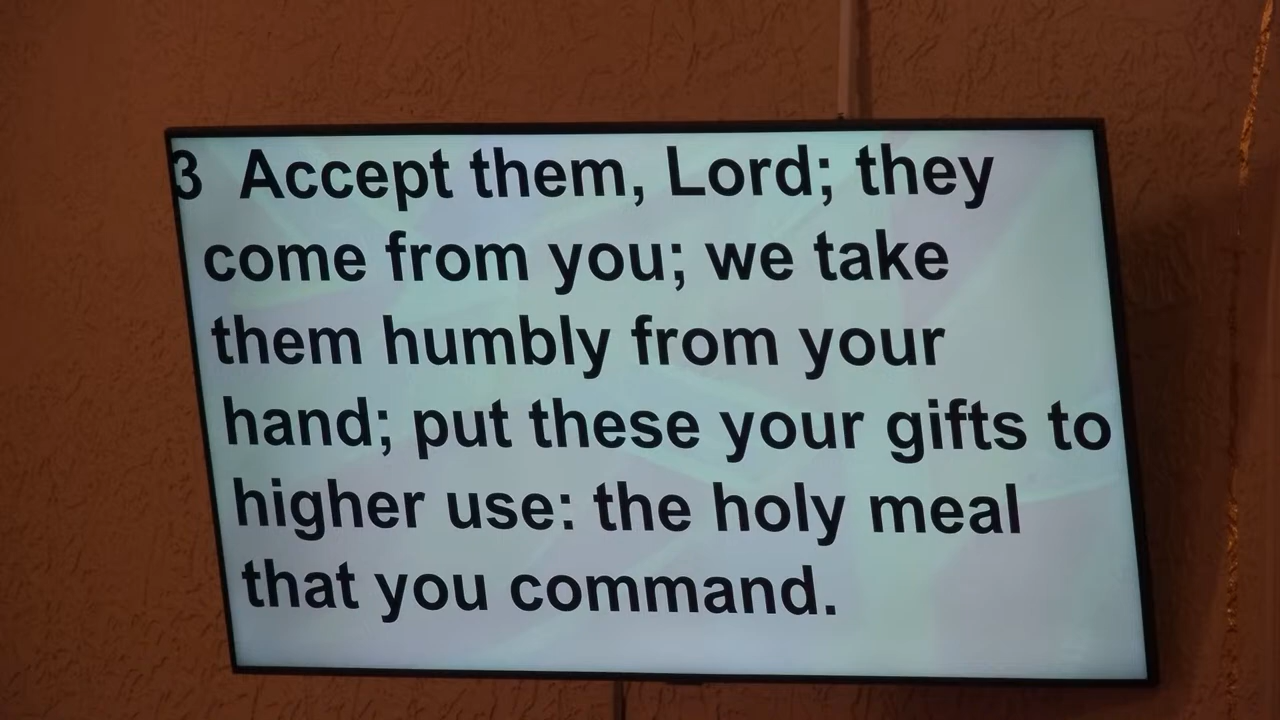 3 Accept them, Lord; they
come from you; we take
them humbly from your
hand; put these your gifts to
higher use: the holy meal
that you command.